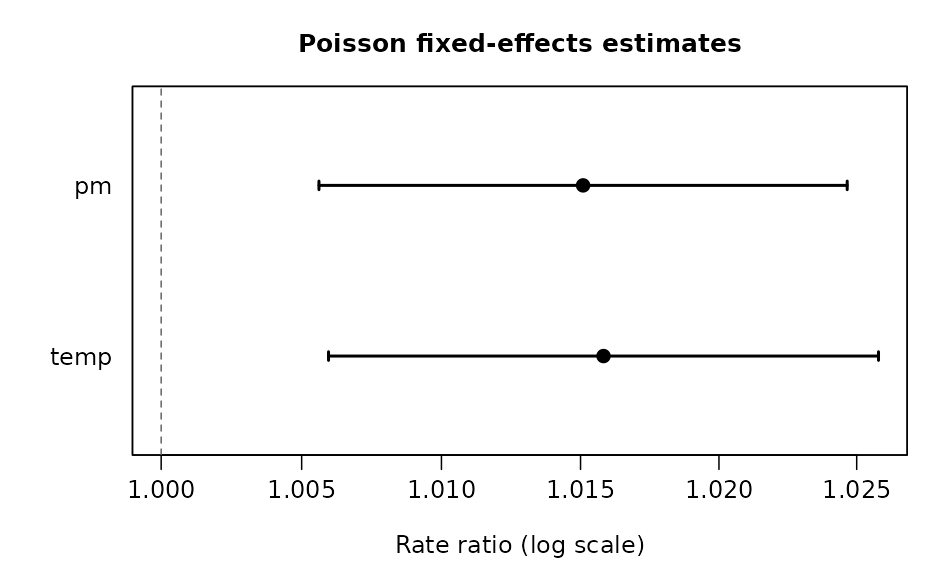 Poisson fixed-effects estimates
pm
temp
1.000 1.005 1.010 1.015 1.020 1.025
Rate ratio (log scale)